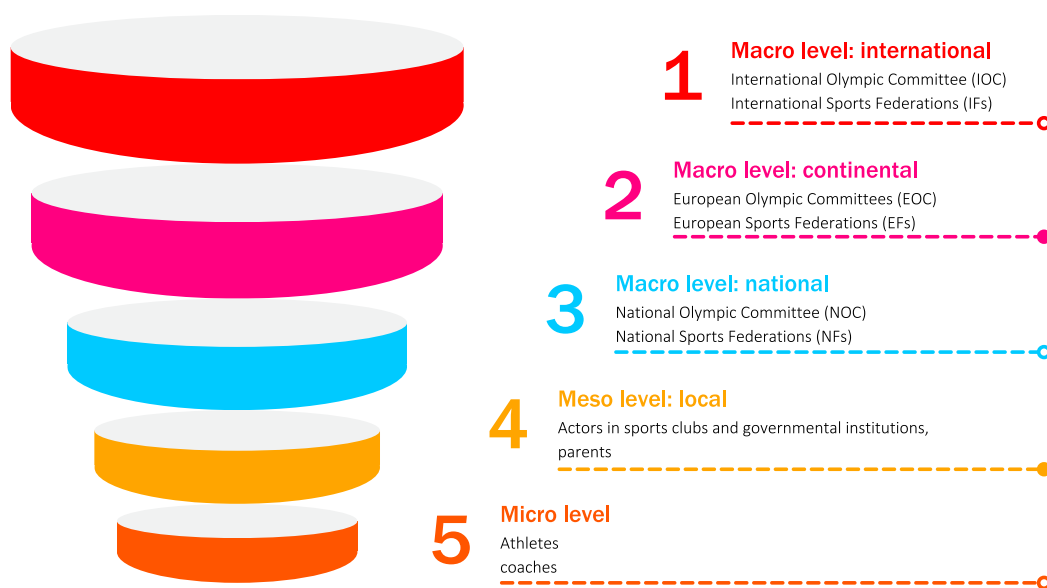 1
Macro level: international
International Olympic Committee (IOC)
International Sports Federations (IFs)
2
Macro level: continental
European Olympic Committees (EOC)
European Sports Federations (EFs)
3
Macro level: national
National Olympic Committee (NOC)
National Sports Federations (NFs)
4
Meso level: local
Actors in sports clubs and governmental institutions,
parents
5
Micro level
Athletes
coaches